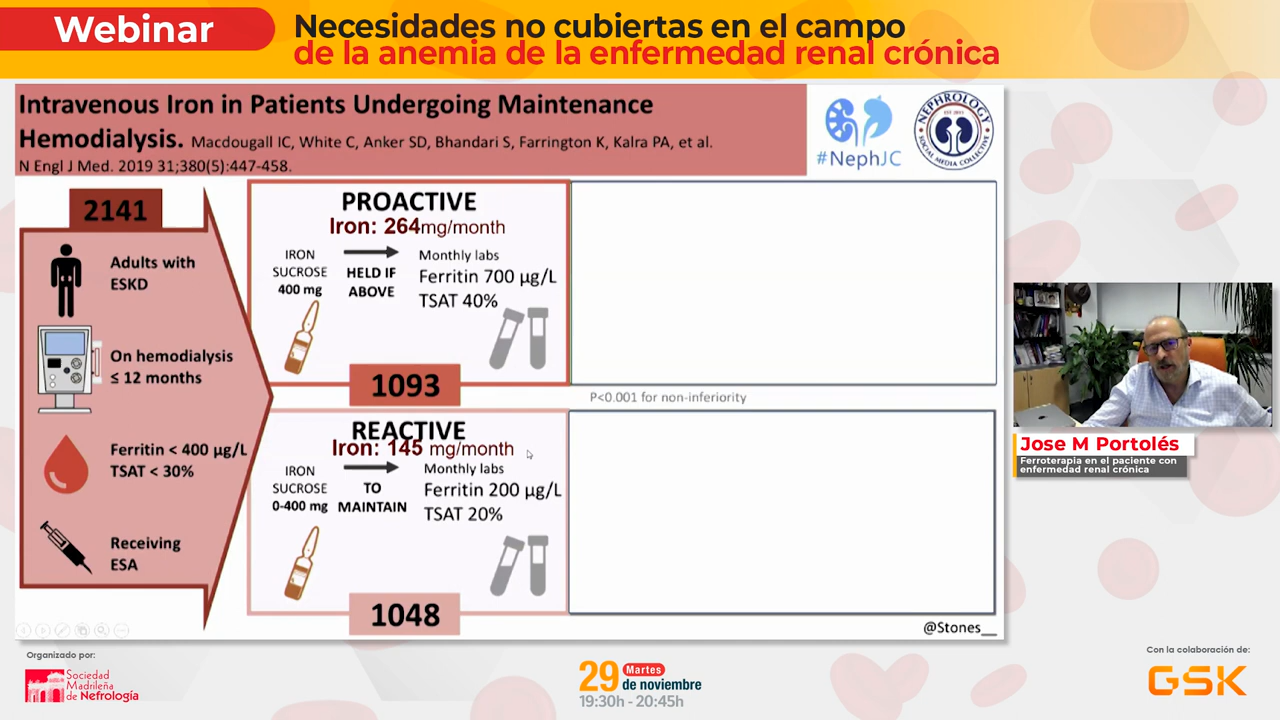 Webinar
Necesidades no cubiertas en el campo
de la anemia de la enfermedad renal crónica
Intravenous Iron in Patients Undergoing Maintenance
Hemodialysis. Macdougall IC, White C, Anker SD, Bhandari S, Farrington K, Kalra PA, et al.
N Engl J Med. 2019 31;380(5):447-458.
#NephJC
NEPHROLOGY
SOCIAL MEDIA COLLECTIVE
2141
Adults with
ESKD
On hemodialysis
≤ 12 months
Ferritin < 400 µg/L
TSAT < 30%
Receiving
ESA
PROACTIVE
Iron: 264mg/month
IRON
SUCROSE
400 mg
HELD IF
ABOVE
Monthly labs
Ferritin 700 µg/L
TSAT 40%
1093
P<0.001 for non-inferiority
REACTIVE
Iron: 145 mg/month
IRON
SUCROSE
0-400 mg
TO
MAINTAIN
Monthly labs
Ferritin 200 µg/L
TSAT 20%
1048
@Stones__
Jose M Portolés
Ferroterapia en el paciente con
enfermedad renal crónica
Organizado por:
Sociedad
Madrileña
de Nefrología
29 Martes
de noviembre
19:30h - 20:45h
Con la colaboración de:
GSK